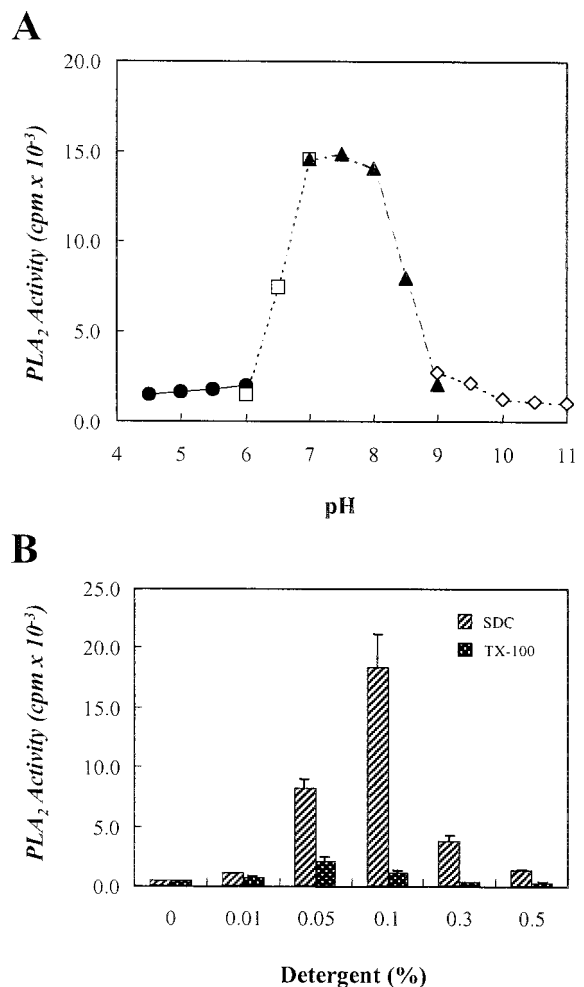 A
20.0
15.0
10.0
5.0
0.0
PLA2 Activity (cpm x 10-3)
4 5 6 7 8 9 10 11
pH
B
25.0
20.0
15.0
10.0
5.0
0.0
PLA2 Activity (cpm x 10-3)
SDC
TX-100
0 0.01 0.05 0.1 0.3 0.5
Detergent (%)